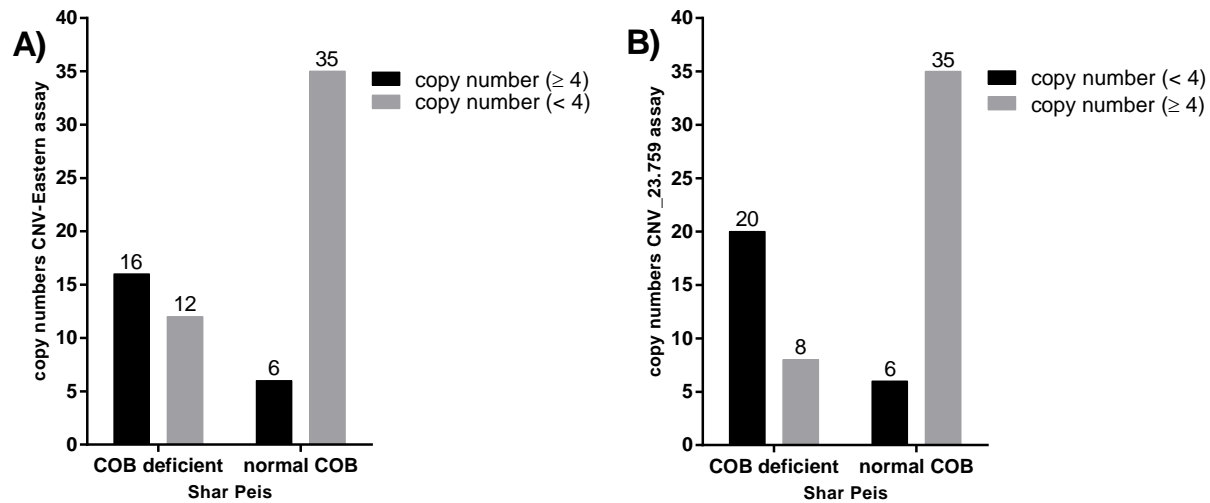 A)
copy numbers CNV-Eastern assay
40
35
30
25
20
15
10
5
0
16
12
6
35
COB deficient normal COB
Shar Peis
copy number (≥ 4)
copy number (< 4)
B)
copy numbers CNV_23.759 assay
40
35
30
25
20
15
10
5
0
20
8
6
35
COB deficient normal COB
Shar Peis
copy number (< 4)
copy number (≥ 4)